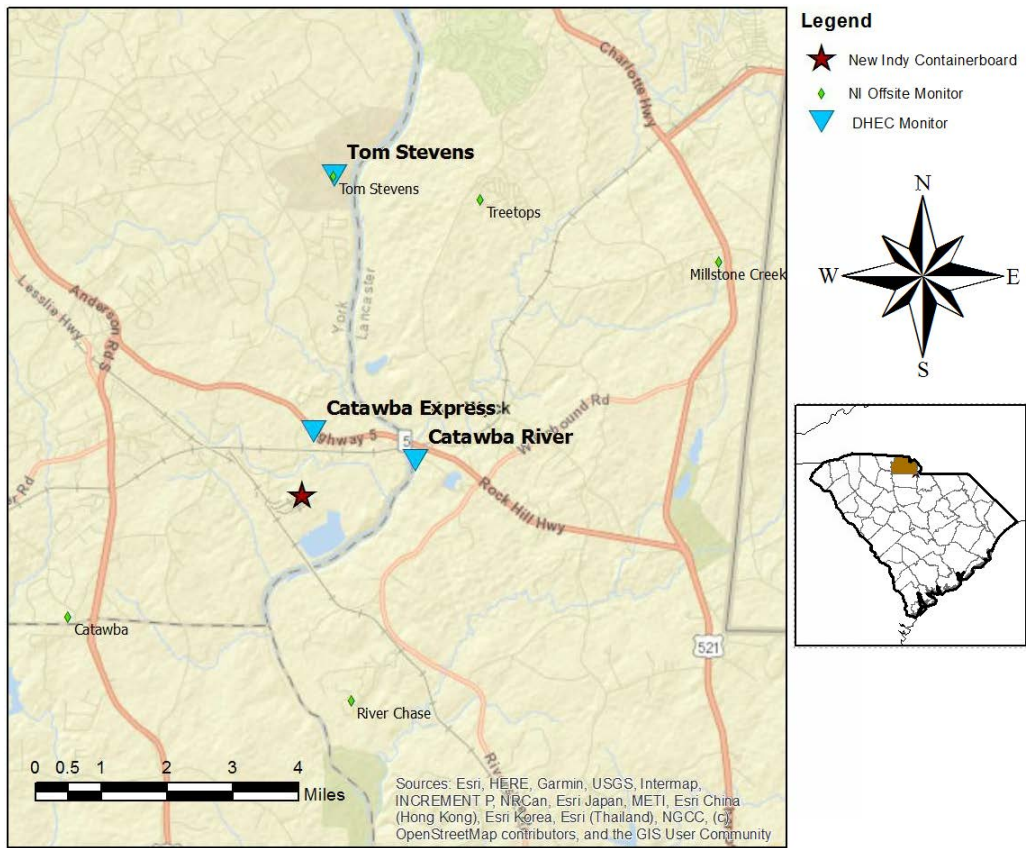 Legend
New Indy Containerboard
NI Offsite Monitor
DHEC Monitor
N
W
E
S
Charlotte Hwy
Tom Stevens
Tom Stevens
Treetops
Millstone Creek
York
Lancaster
Lesslie Hwy
Anderson Rd S
Catawba Express
ghway 5
5
Catawba River
Rock Hill Hwy
521
Catawba
River Chase
0 0.5 1 2 3 4
Miles
Sources: Esri, HERE, Garmin, USGS, Intermap,
INCREMENT P, NRCan, Esri Japan, METI, Esri China
(Hong Kong), Esri Korea, Esri (Thailand), NGCC, (c)
OpenStreetMap contributors, and the GIS User Community